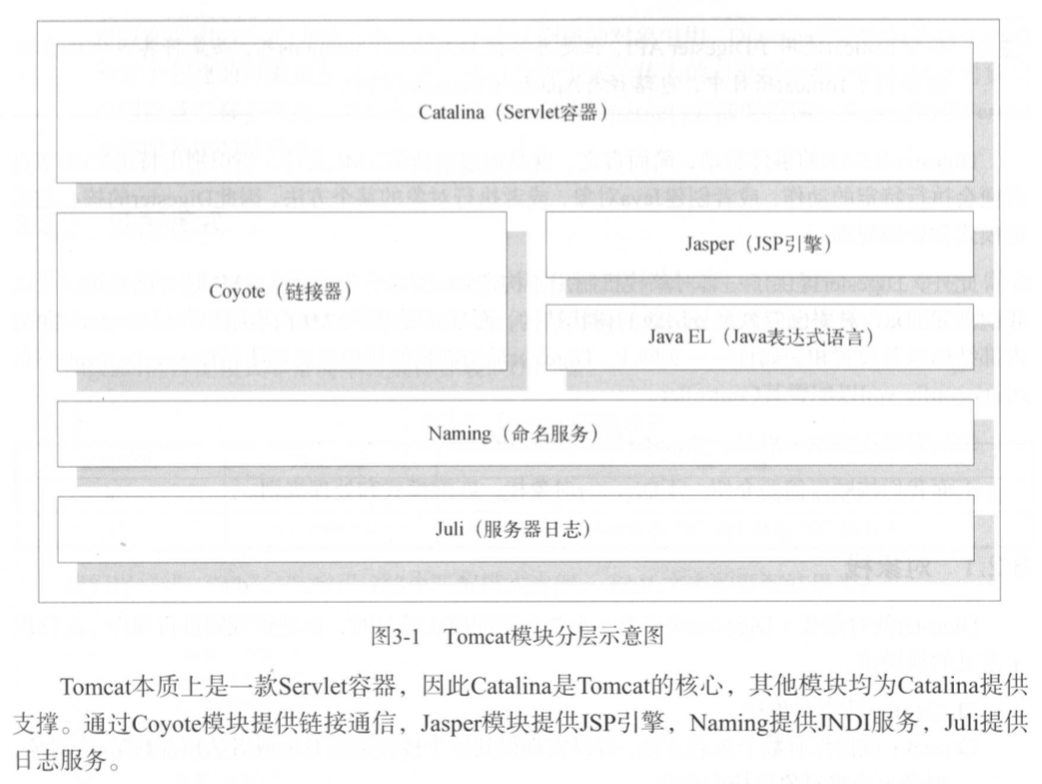 Catalina（Servlet容器）
Coyote（链接器）
Jasper（JSP引擎）
Java EL（Java表达式语言）
Naming（命名服务）
Juli（服务器日志）
图3-1 Tomcat模块分层示意图
Tomcat本质上是一款Servlet容器，因此Catalina是Tomcat的核心，其他模块均为Catalina提供
支撑。通过Coyote模块提供链接通信，Jasper模块提供JSP引擎，Naming提供JNDI服务，Juli提供
日志服务。